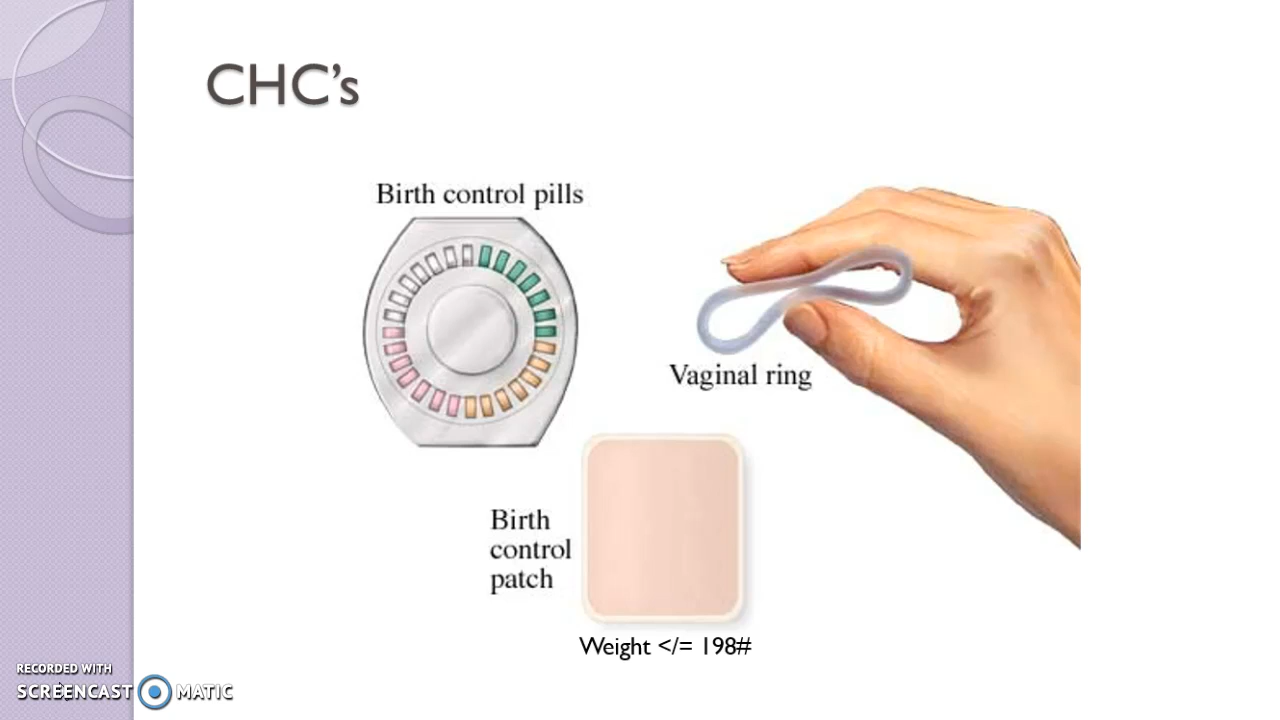 CHC’s
Birth control pills
Vaginal ring
Birth
control
patch
Weight </= 198#
RECORDED WITH
SCREENCAST MATIC